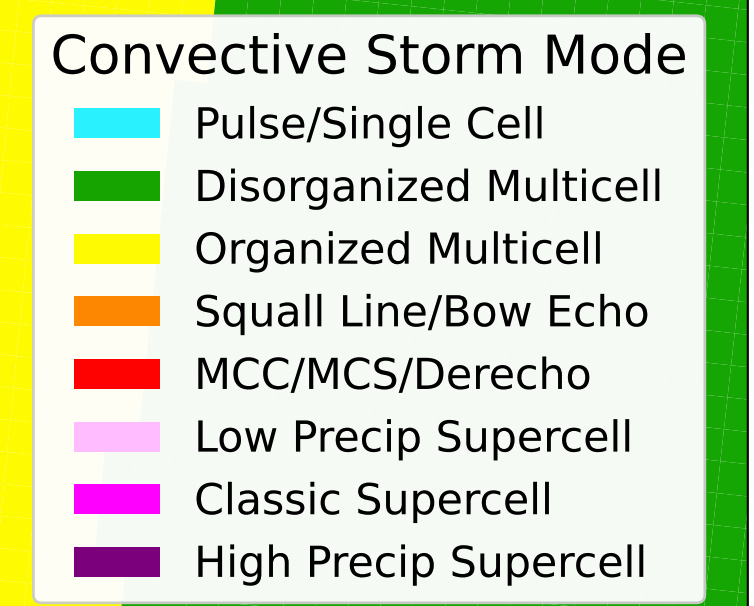 Convective Storm Mode
Pulse/Single Cell
Disorganized Multicell
Organized Multicell
Squall Line/Bow Echo
MCC/MCS/Derecho
Low Precip Supercell
Classic Supercell
High Precip Supercell